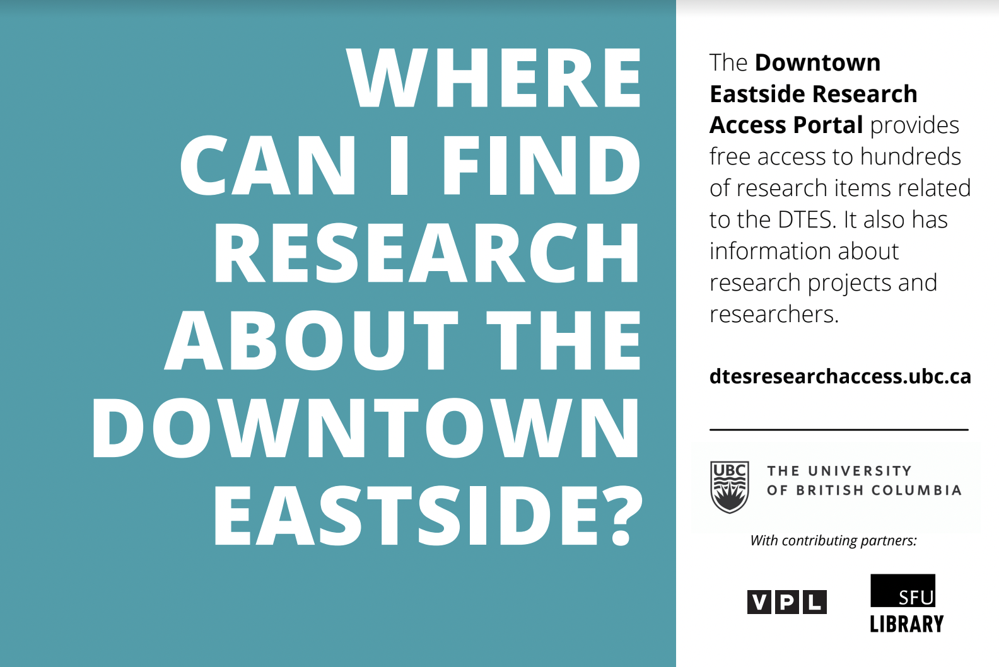 WHERE
CAN I FIND
RESEARCH
ABOUT THE
DOWNTOWN
EASTSIDE?
The Downtown
Eastside Research
Access Portal provides
free access to hundreds
of research items related
to the DTES. It also has
information about
research projects and
researchers.
dtesresearchaccess.ubc.ca
UBC
THE UNIVERSITY
OF BRITISH COLUMBIA
With contributing partners:
VPL
SFU
LIBRARY